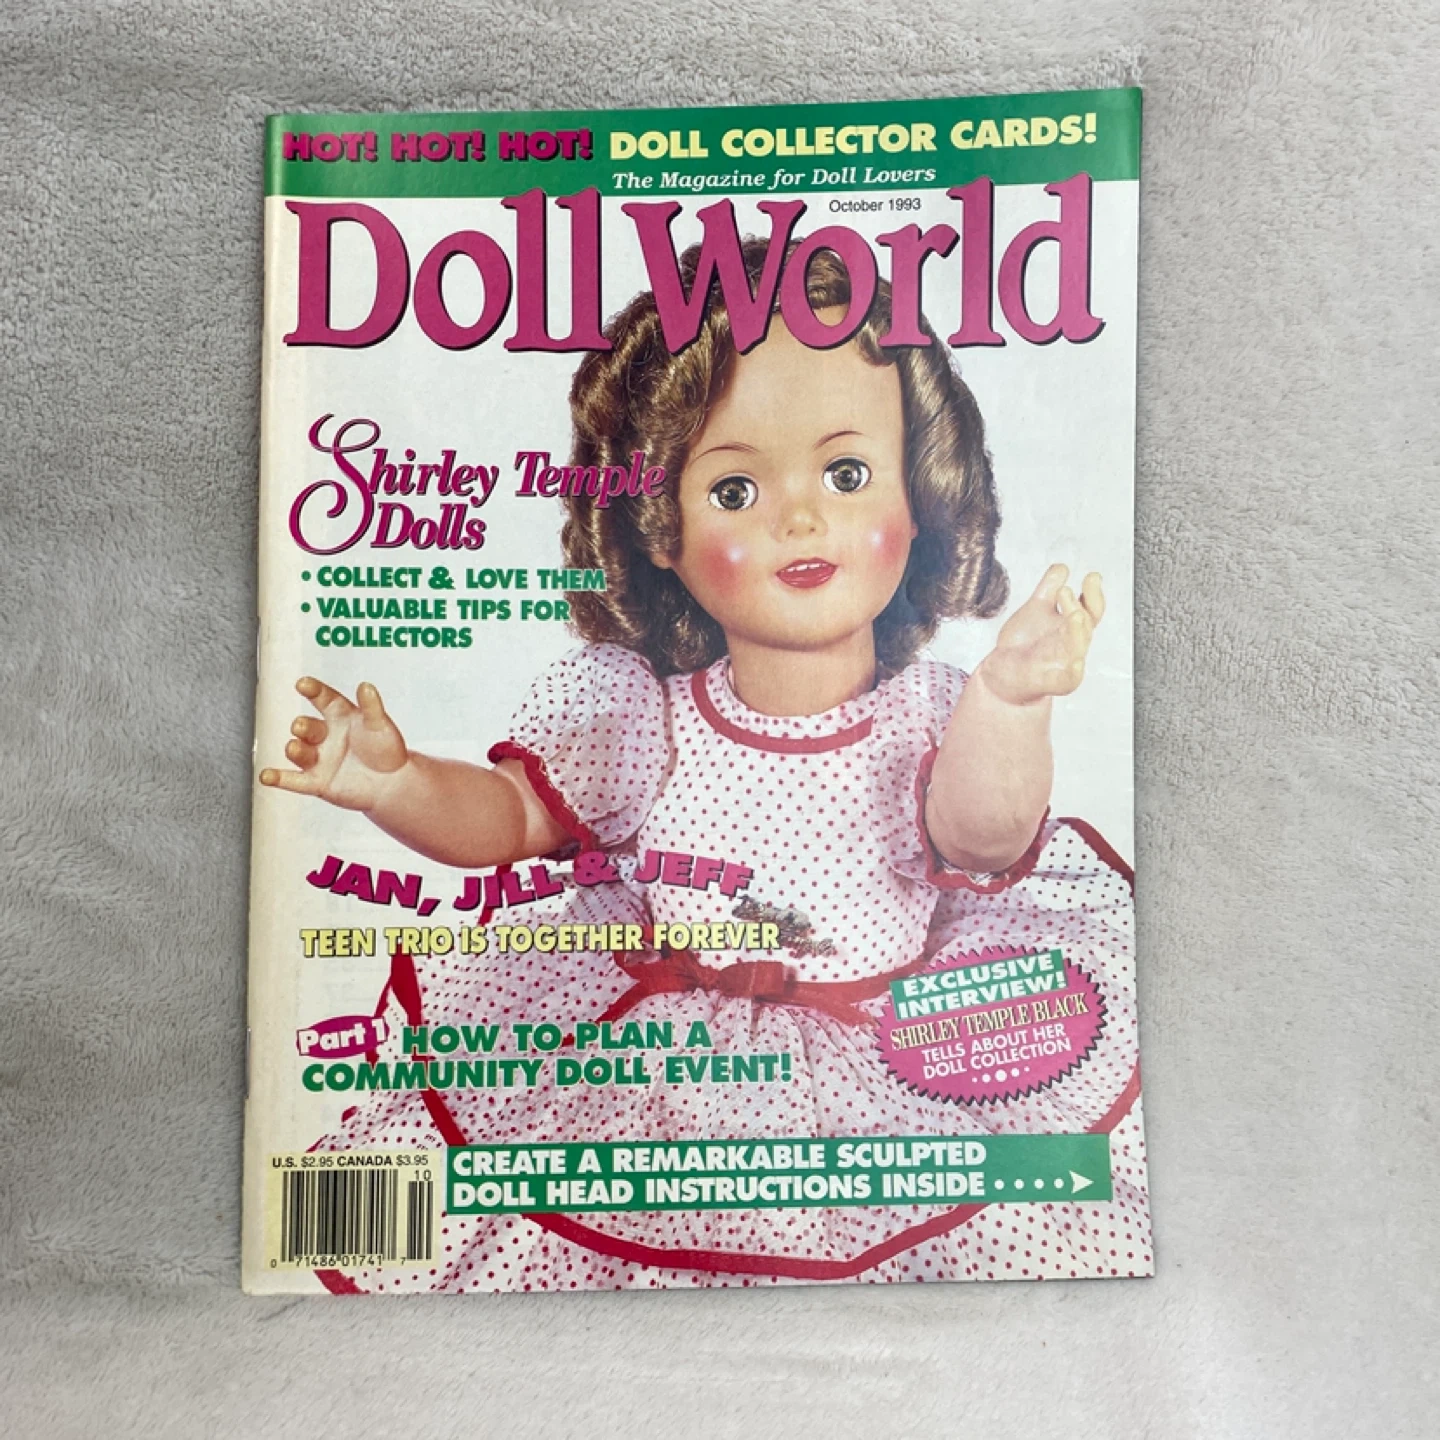 HOT! HOT! HOT! DOLL COLLECTOR CARDS!
The Magazine for Doll Lovers
October 1993
Doll World
Shirley Temple
Dolls
• COLLECT & LOVE THEM
• VALUABLE TIPS FOR
COLLECTORS
JAN, JILL & JEFF
TEEN TRIO IS TOGETHER FOREVER
Part 1 HOW TO PLAN A
COMMUNITY DOLL EVENT!
EXCLUSIVE
INTERVIEW!
SHIRLEY TEMPLE BLACK
TELLS ABOUT HER
DOLL COLLECTION
U.S. $2.95 CANADA $3.95
10
0 71486 01741 7
CREATE A REMARKABLE SCULPTED
DOLL HEAD INSTRUCTIONS INSIDE • • • •